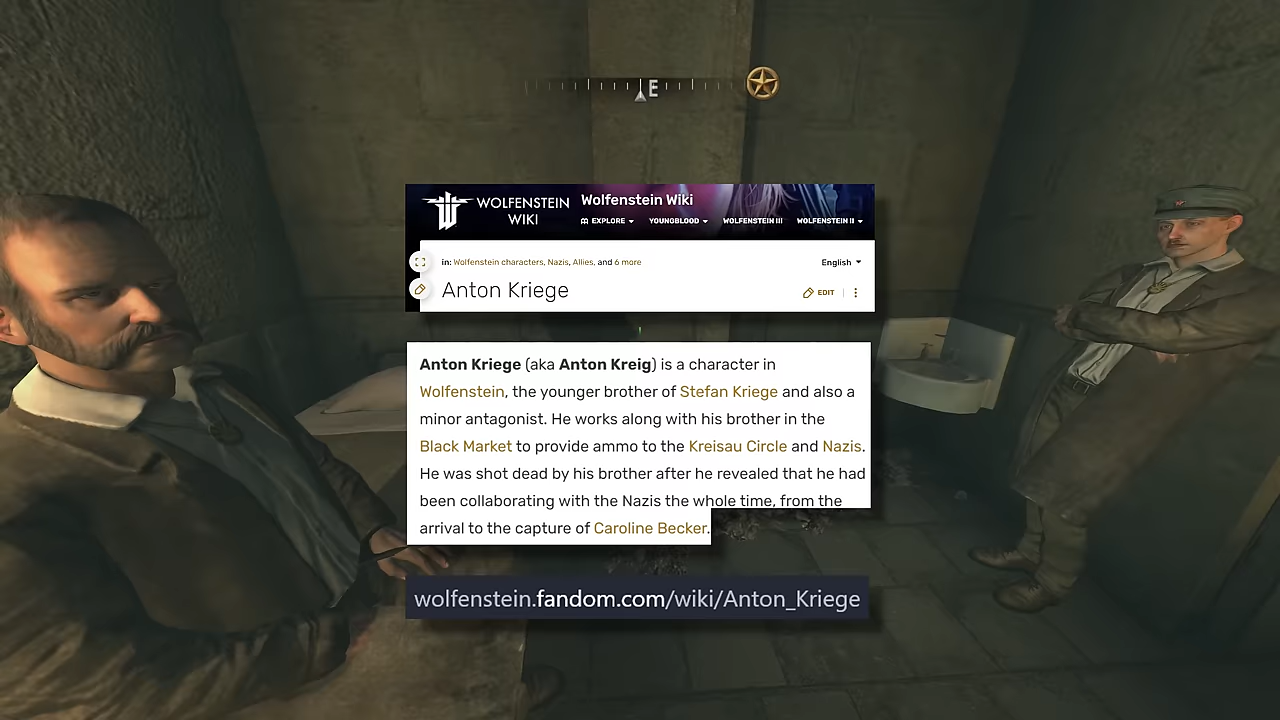 E
WOLFENSTEIN
WIKI
Wolfenstein Wiki
EXPLORE YOUNGBLOOD WOLFENSTEIN III WOLFENSTEIN II
in: Wolfenstein characters, Nazis, Allies, and 6 more
English
Anton Kriege
EDIT
Anton Kriege (aka Anton Kreig) is a character in
Wolfenstein, the younger brother of Stefan Kriege and also a
minor antagonist. He works along with his brother in the
Black Market to provide ammo to the Kreisau Circle and Nazis.
He was shot dead by his brother after he revealed that he had
been collaborating with the Nazis the whole time, from the
arrival to the capture of Caroline Becker.
wolfenstein.fandom.com/wiki/Anton_Kriege